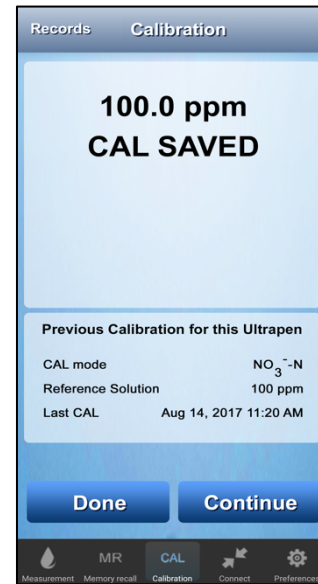 Records Calibration
100.0 ppm
CAL SAVED
Previous Calibration for this Ultrapen
CAL mode NO₃⁻-N
Reference Solution 100 ppm
Last CAL Aug 14, 2017 11:20 AM
Done Continue
MR CAL
Measurement Memory recall Calibration Connect Preferences